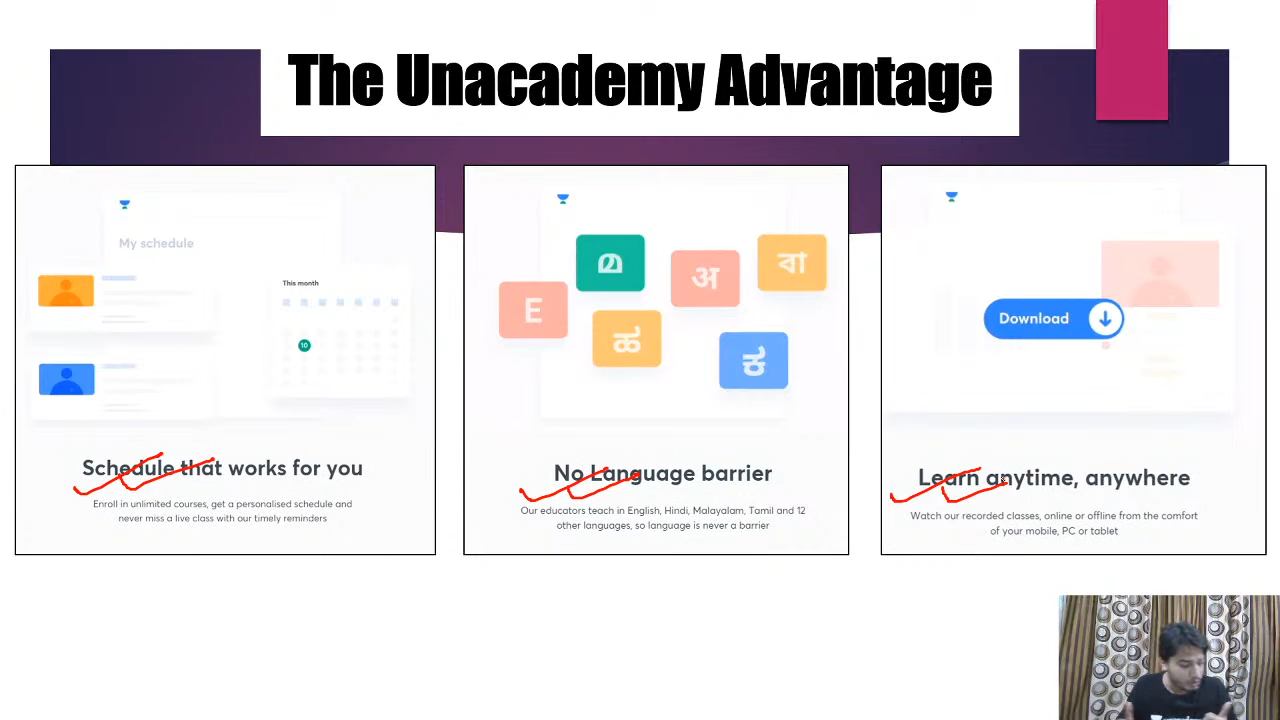 The Unacademy Advantage
My schedule
This month
10
Schedule that works for you
Enroll in unlimited courses, get a personalised schedule and
never miss a live class with our timely reminders
E
ഏ
अ
বা
ಹ
ಕ
No Language barrier
Our educators teach in English, Hindi, Malayalam, Tamil and 12
other languages, so language is never a barrier
Download
Learn anytime, anywhere
Watch our recorded classes, online or offline from the comfort
of your mobile, PC or tablet